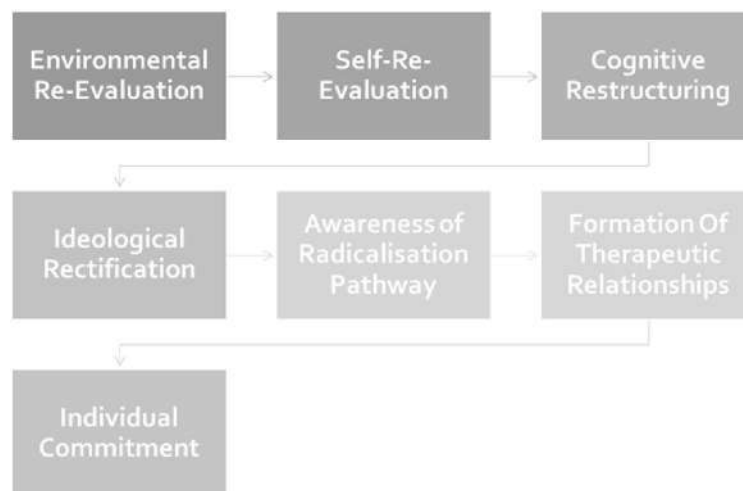 Environmental
Re-Evaluation
Self-Re-
Evaluation
Cognitive
Restructuring
Ideological
Rectification
Awareness of
Radicalisation
Pathway
Formation Of
Therapeutic
Relationships
Individual
Commitment